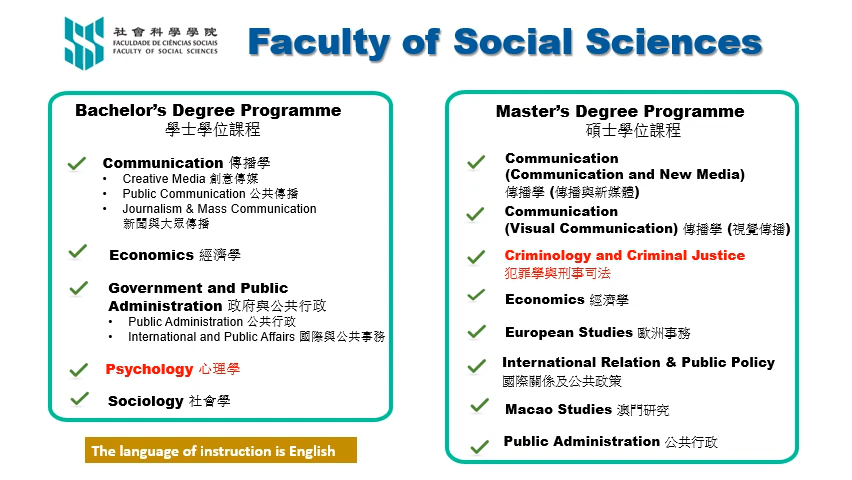 社會科學學院
FACULDADE DE CIÊNCIAS SOCIAIS
FACULTY OF SOCIAL SCIENCES
Faculty of Social Sciences
Bachelor's Degree Programme
學士學位課程
Communication 傳播學
• Creative Media 創意傳媒
• Public Communication 公共傳播
• Journalism & Mass Communication
新聞與大眾傳播
Economics 經濟學
Government and Public
Administration 政府與公共行政
• Public Administration 公共行政
• International and Public Affairs 國際與公共事務
Psychology 心理學
Sociology 社會學
The language of instruction is English
Master's Degree Programme
碩士學位課程
Communication
(Communication and New Media)
傳播學 (傳播與新媒體)
Communication
(Visual Communication) 傳播學 (視覺傳播)
Criminology and Criminal Justice
犯罪學與刑事司法
Economics 經濟學
European Studies 歐洲事務
International Relation & Public Policy
國際關係及公共政策
Macao Studies 澳門研究
Public Administration 公共行政